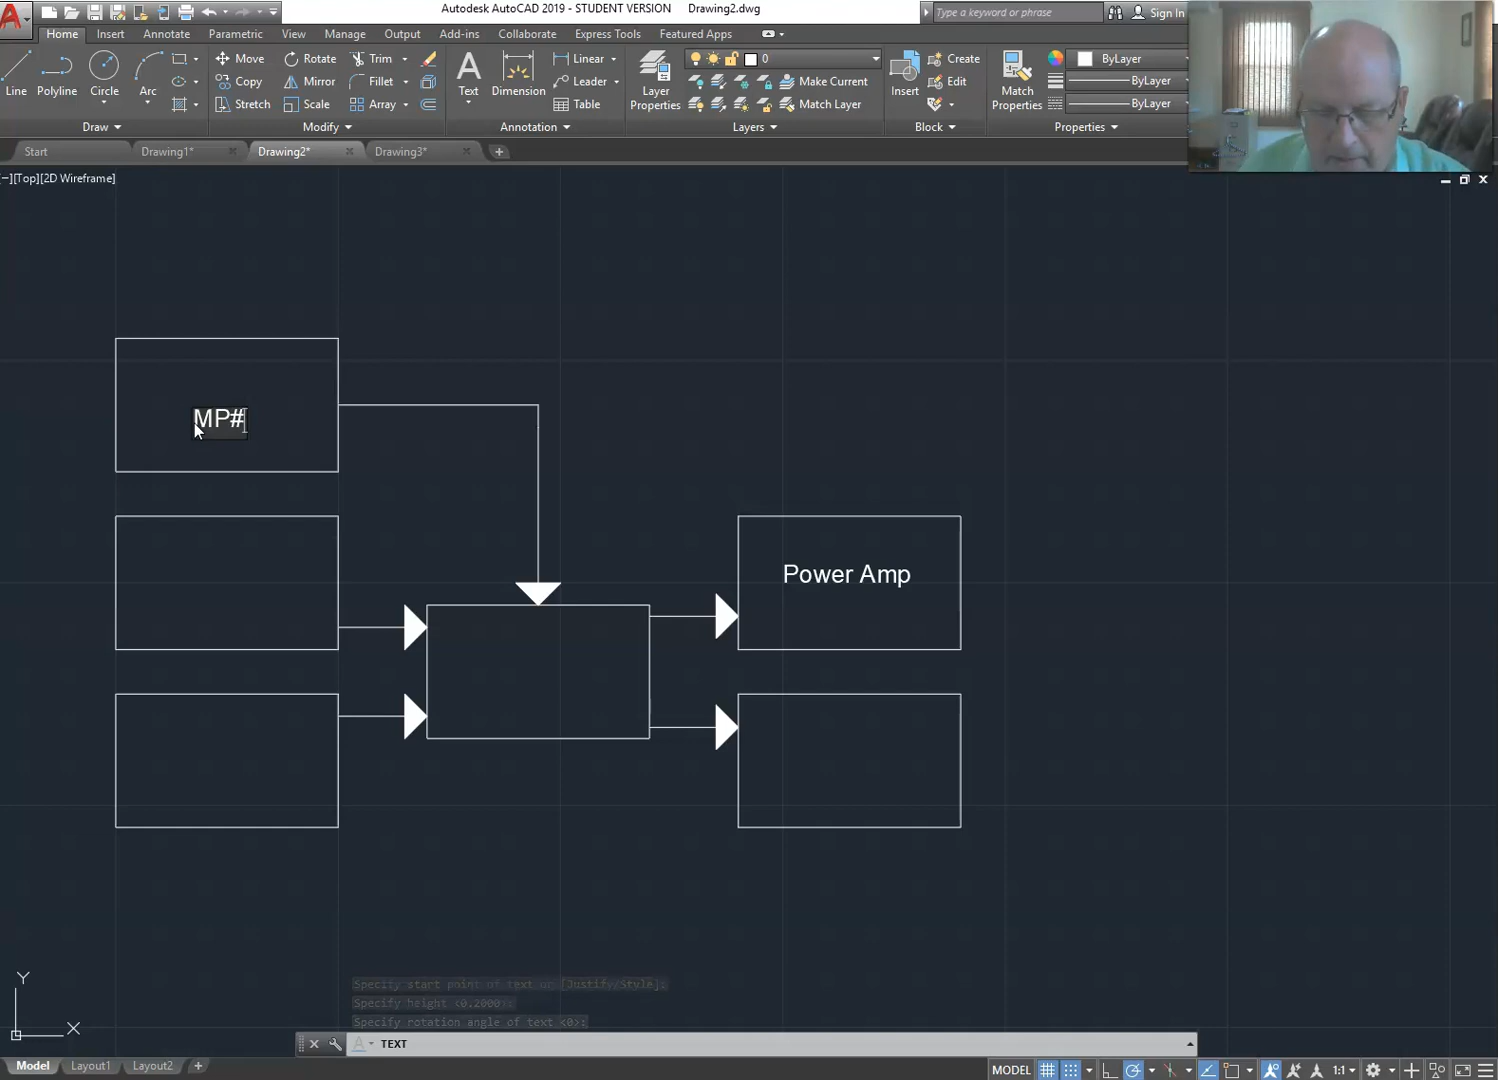 Autodesk AutoCAD 2019 - STUDENT VERSION Drawing2.dwg
Type a keyword or phrase
Sign In
Home Insert Annotate Parametric View Manage Output Add-ins Collaborate Express Tools Featured Apps
Line Polyline Circle Arc
Move Rotate Trim
Copy Mirror Fillet
Stretch Scale Array
Text Dimension
Linear
Leader
Table
Layer Properties
0
Make Current
Match Layer
Insert
Create
Edit
Match Properties
ByLayer
ByLayer
ByLayer
Draw Modify Annotation Layers Block Properties
Start Drawing1* Drawing2* Drawing3*
[−][Top][2D Wireframe]
MP#
Power Amp
Y
X
Specify start point of text or [Justify/Style]:
Specify height <0.2000>:
Specify rotation angle of text <0>:
TEXT
Model Layout1 Layout2
MODEL 1:1